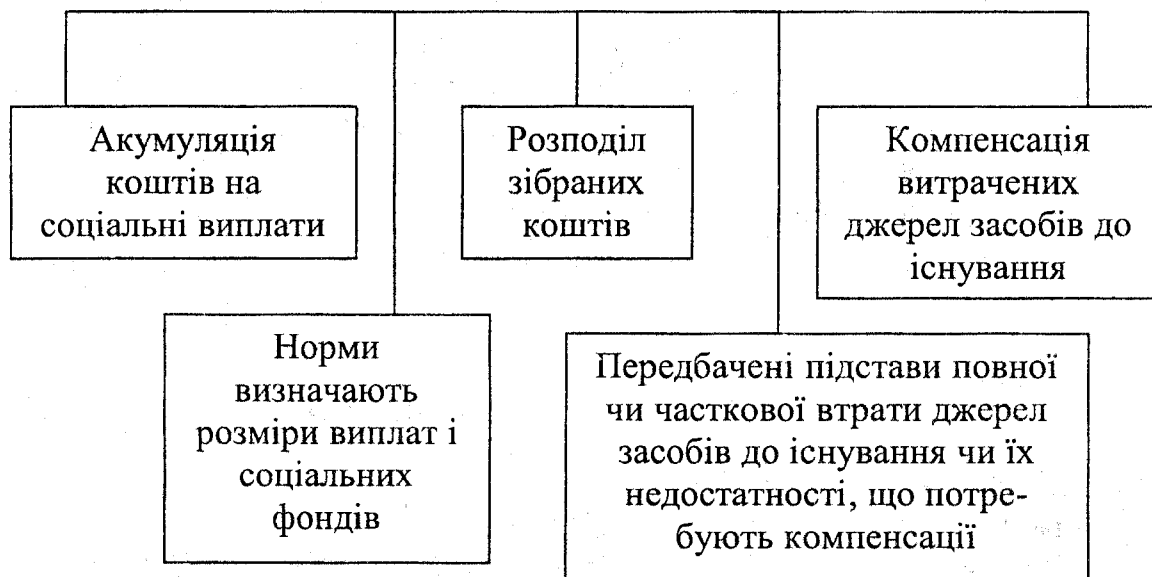 Акумуляція
коштів на
соціальні виплати
Розподіл
зібраних
коштів
Компенсація
витрачених
джерел засобів до
існування
Норми
визначають
розміри виплат і
соціальних
фондів
Передбачені підстави повної
чи часткової втрати джерел
засобів до існування чи їх
недостатності, що потре-
бують компенсації